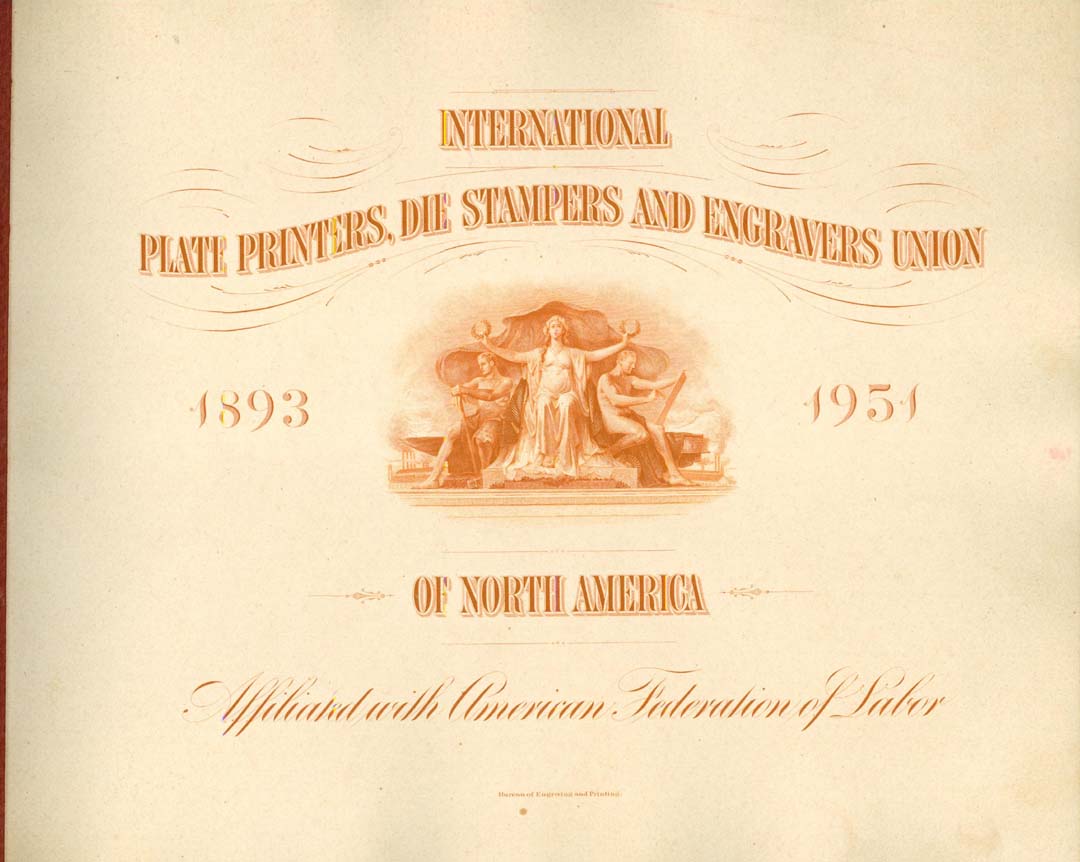 INTERNATIONAL
PLATE PRINTERS, DIE STAMPERS AND ENGRAVERS UNION
1893 1951
OF NORTH AMERICA
Affiliated with American Federation of Labor
Bureau of Engraving and Printing.